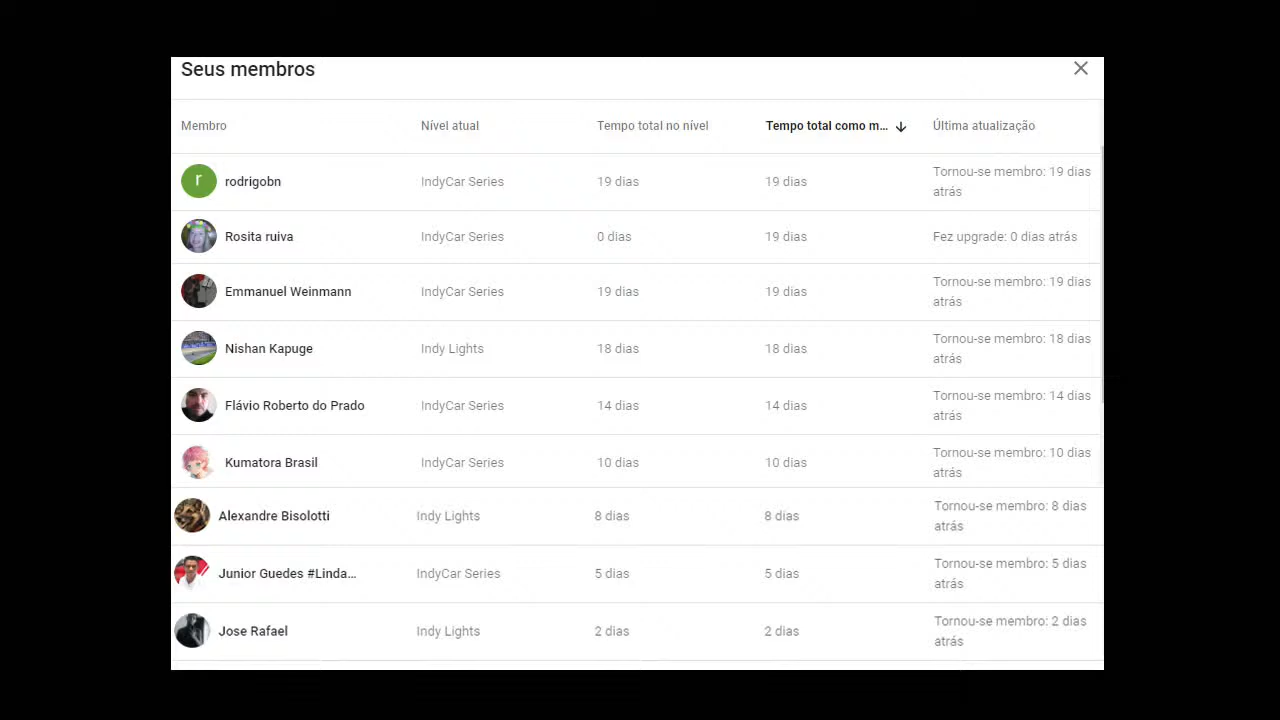 Seus membros
Membro Nível atual Tempo total no nível Tempo total como m... Última atualização
r rodrigobn IndyCar Series 19 dias 19 dias Tornou-se membro: 19 dias
atrás
Rosita ruiva IndyCar Series 0 dias 19 dias Fez upgrade: 0 dias atrás
Emmanuel Weinmann IndyCar Series 19 dias 19 dias Tornou-se membro: 19 dias
atrás
Nishan Kapuge Indy Lights 18 dias 18 dias Tornou-se membro: 18 dias
atrás
Flávio Roberto do Prado IndyCar Series 14 dias 14 dias Tornou-se membro: 14 dias
atrás
Kumatora Brasil IndyCar Series 10 dias 10 dias Tornou-se membro: 10 dias
atrás
Alexandre Bisolotti Indy Lights 8 dias 8 dias Tornou-se membro: 8 dias
atrás
Junior Guedes #Linda... IndyCar Series 5 dias 5 dias Tornou-se membro: 5 dias
atrás
Jose Rafael Indy Lights 2 dias 2 dias Tornou-se membro: 2 dias
atrás